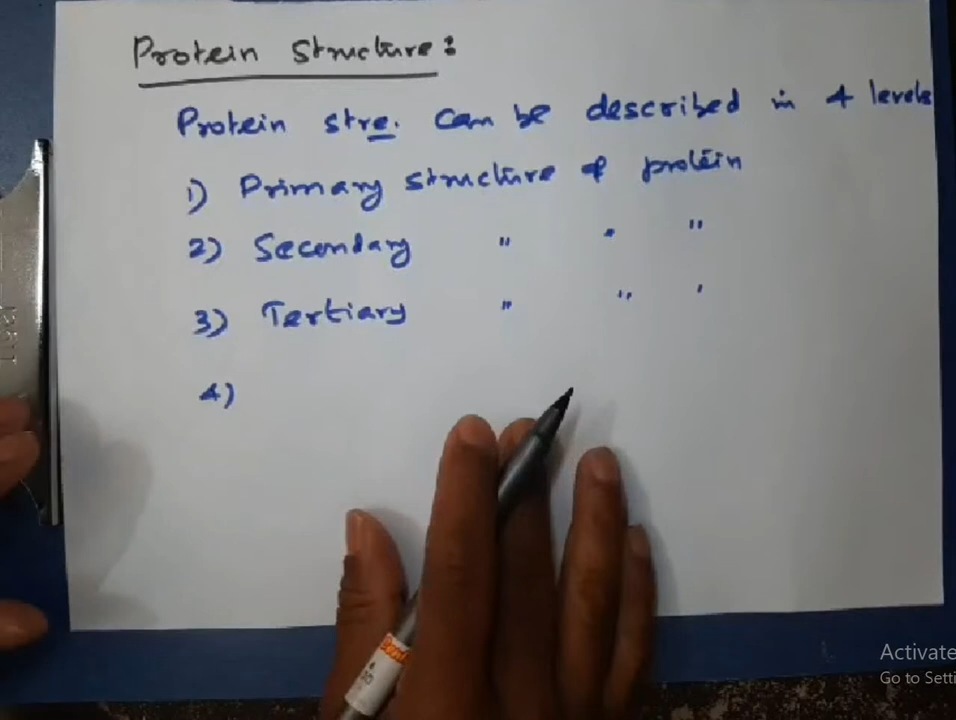 Protein Structure:
Protein stre. Can be described in 4 levels
1) Primary structure of protein
2) Secondary " " "
3) Tertiary " " "
4)
Activate
Go to Setti